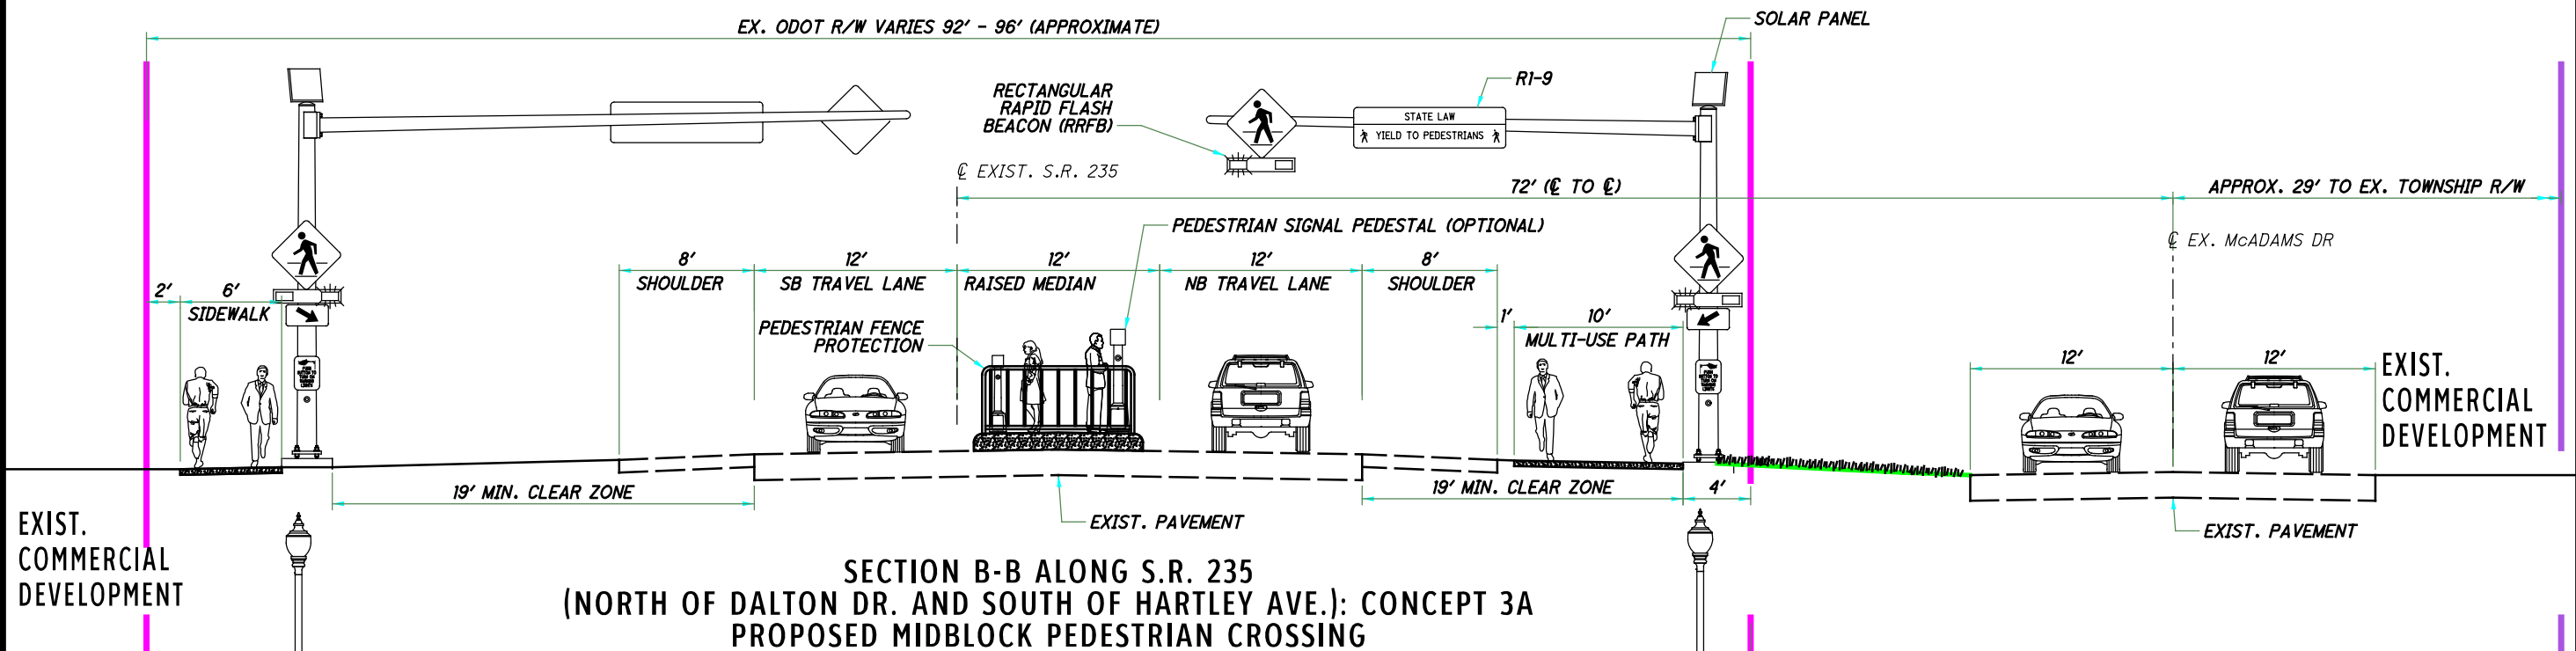 EX. ODOT R/W VARIES 92' - 96' (APPROXIMATE)
SOLAR PANEL
R1-9
RECTANGULAR
RAPID FLASH
BEACON (RRFB)
STATE LAW
YIELD TO PEDESTRIANS
℄ EXIST. S.R. 235
72' (℄ TO ℄)
APPROX. 29' TO EX. TOWNSHIP R/W
PEDESTRIAN SIGNAL PEDESTAL (OPTIONAL)
℄ EX. McADAMS DR
8'
12'
12'
12'
8'
SHOULDER
SB TRAVEL LANE
RAISED MEDIAN
NB TRAVEL LANE
SHOULDER
2'
6'
SIDEWALK
1'
10'
MULTI-USE PATH
PEDESTRIAN FENCE
PROTECTION
12'
12'
EXIST.
COMMERCIAL
DEVELOPMENT
19' MIN. CLEAR ZONE
19' MIN. CLEAR ZONE
4'
EXIST. PAVEMENT
EXIST. PAVEMENT
EXIST.
COMMERCIAL
DEVELOPMENT
SECTION B-B ALONG S.R. 235
(NORTH OF DALTON DR. AND SOUTH OF HARTLEY AVE.): CONCEPT 3A
PROPOSED MIDBLOCK PEDESTRIAN CROSSING